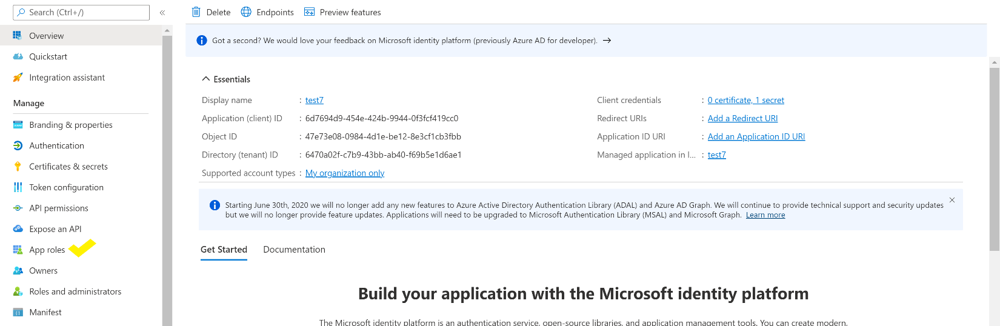 Search (Ctrl+/)
«
Delete
Endpoints
Preview features
Overview
Quickstart
Integration assistant
Manage
Branding & properties
Authentication
Certificates & secrets
Token configuration
API permissions
Expose an API
App roles
Owners
Roles and administrators
Manifest
Got a second? We would love your feedback on Microsoft identity platform (previously Azure AD for developer). →
Essentials
Display name : test7
Application (client) ID : 6d7694d9-454e-424b-9944-0f3fcf419cc0
Object ID : 47e73e08-0984-4d1e-be12-8e3cf1cb3fbb
Directory (tenant) ID : 6470a02f-c7b9-43bb-ab40-f69b5e1d6ae1
Supported account types : My organization only
Client credentials : 0 certificate, 1 secret
Redirect URIs : Add a Redirect URI
Application ID URI : Add an Application ID URI
Managed application in l... : test7
Starting June 30th, 2020 we will no longer add any new features to Azure Active Directory Authentication Library (ADAL) and Azure AD Graph. We will continue to provide technical support and security updates
but we will no longer provide feature updates. Applications will need to be upgraded to Microsoft Authentication Library (MSAL) and Microsoft Graph. Learn more
Get Started
Documentation
Build your application with the Microsoft identity platform
The Microsoft identity platform is an authentication service, open-source libraries, and application management tools. You can create modern,